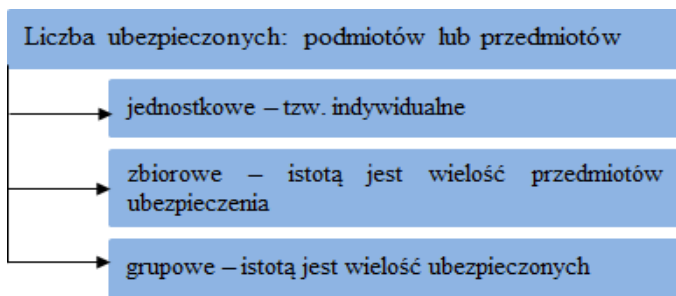 Liczba ubezpieczonych: podmiotów lub przedmiotów
jednostkowe – tzw. indywidualne
zbiorowe – istotą jest wielość przedmiotów
ubezpieczenia
grupowe – istotą jest wielość ubezpieczonych